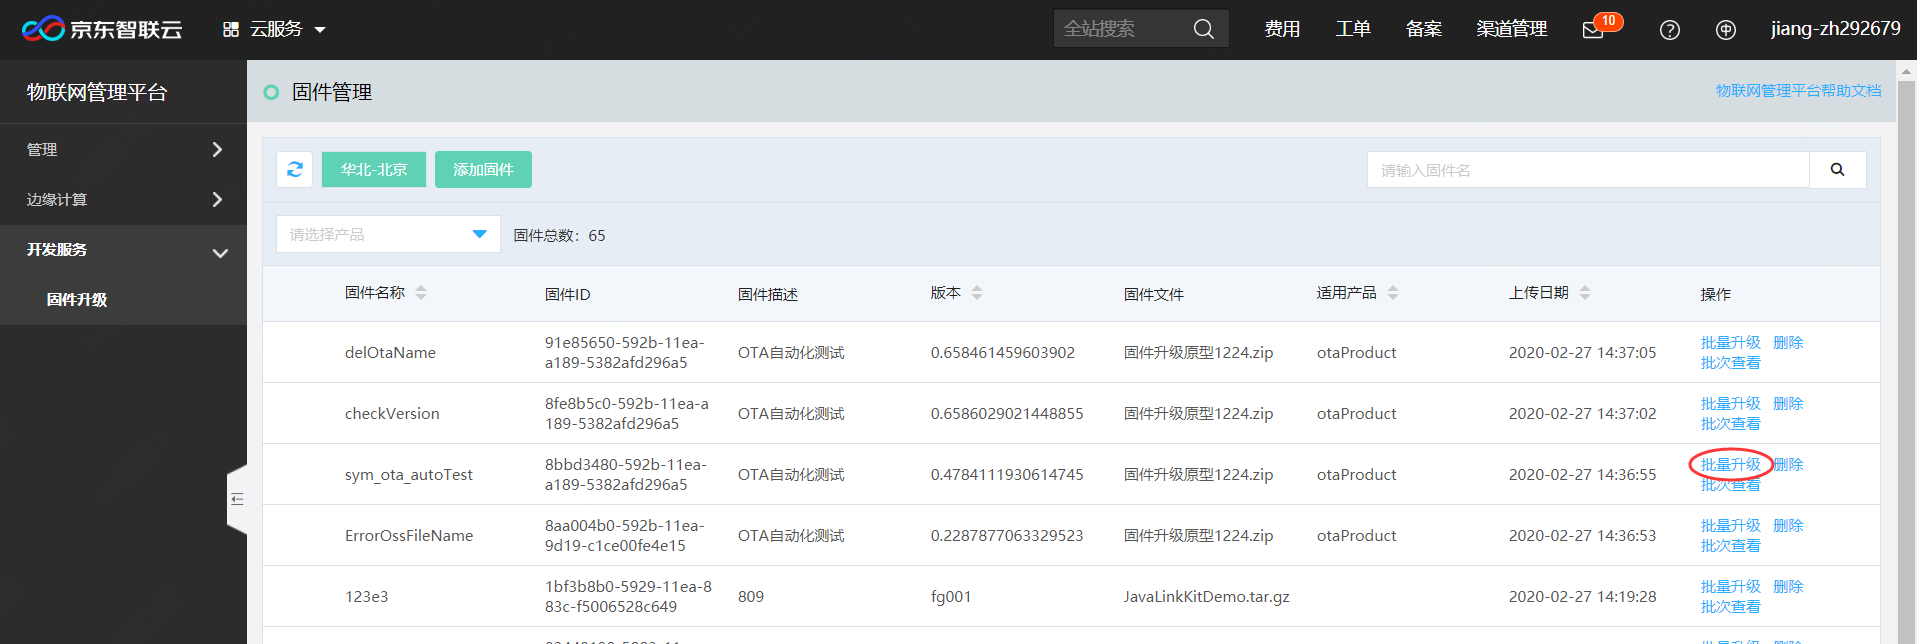 京东智联云 云服务 全站搜索 费用 工单 备案 渠道管理 10 jiang-zh292679
物联网管理平台
管理
边缘计算
开发服务
固件升级
固件管理 物联网管理平台帮助文档
华北-北京 添加固件 请输入固件名
请选择产品 固件总数：65
固件名称 固件ID 固件描述 版本 固件文件 适用产品 上传日期 操作
delOtaName 91e85650-592b-11ea-a189-5382afd296a5 OTA自动化测试 0.658461459603902 固件升级原型1224.zip otaProduct 2020-02-27 14:37:05 批量升级 删除 批次查看
checkVersion 8fe8b5c0-592b-11ea-a189-5382afd296a5 OTA自动化测试 0.6586029021448855 固件升级原型1224.zip otaProduct 2020-02-27 14:37:02 批量升级 删除 批次查看
sym_ota_autoTest 8bbd3480-592b-11ea-a189-5382afd296a5 OTA自动化测试 0.4784111930614745 固件升级原型1224.zip otaProduct 2020-02-27 14:36:55 批量升级 删除 批次查看
ErrorOssFileName 8aa004b0-592b-11ea-9d19-c1ce00fe4e15 OTA自动化测试 0.2287877063329523 固件升级原型1224.zip otaProduct 2020-02-27 14:36:53 批量升级 删除 批次查看
123e3 1bf3b8b0-5929-11ea-883c-f5006528c649 809 fg001 JavaLinkKitDemo.tar.gz 2020-02-27 14:19:28 批量升级 删除 批次查看